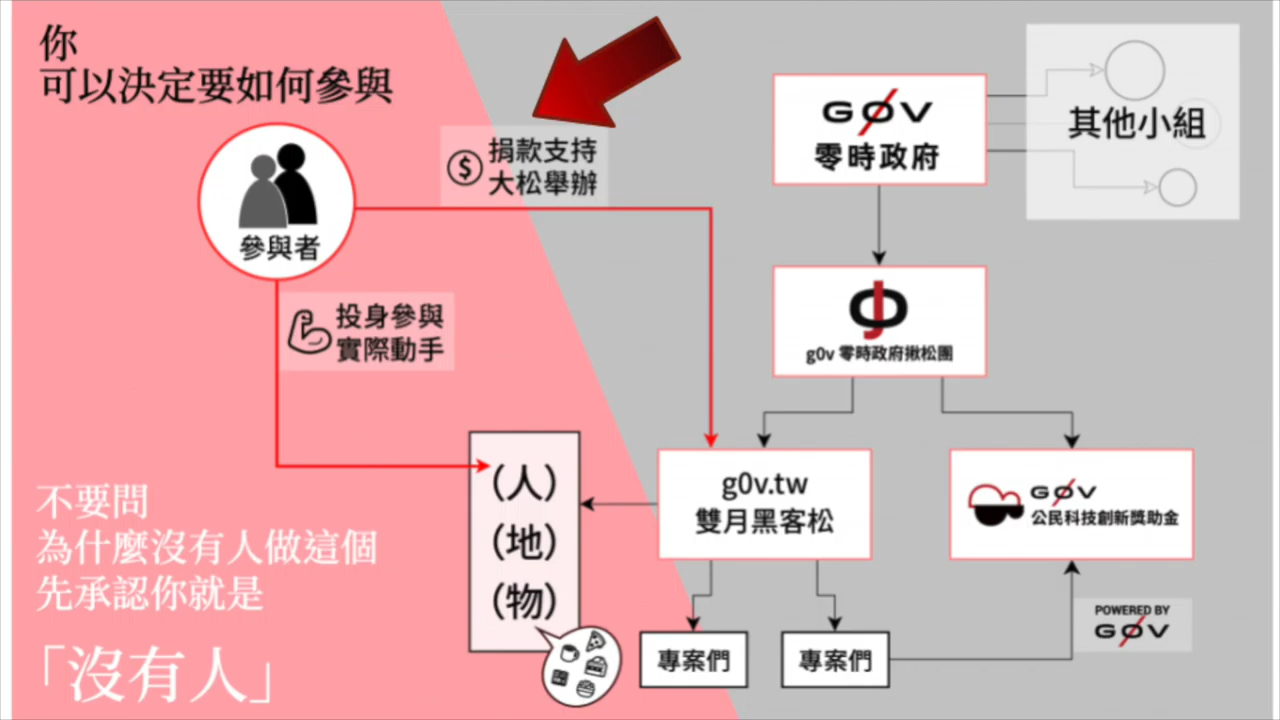 你
可以決定要如何參與
參與者
$
捐款支持
大松舉辦
投身參與
實際動手
G0V
零時政府
其他小組
g0v 零時政府揪松團
g0v.tw
雙月黑客松
G0V
公民科技創新獎助金
(人)
(地)
(物)
專案們
專案們
POWERED BY
G0V
不要問
為什麼沒有人做這個
先承認你就是
「沒有人」